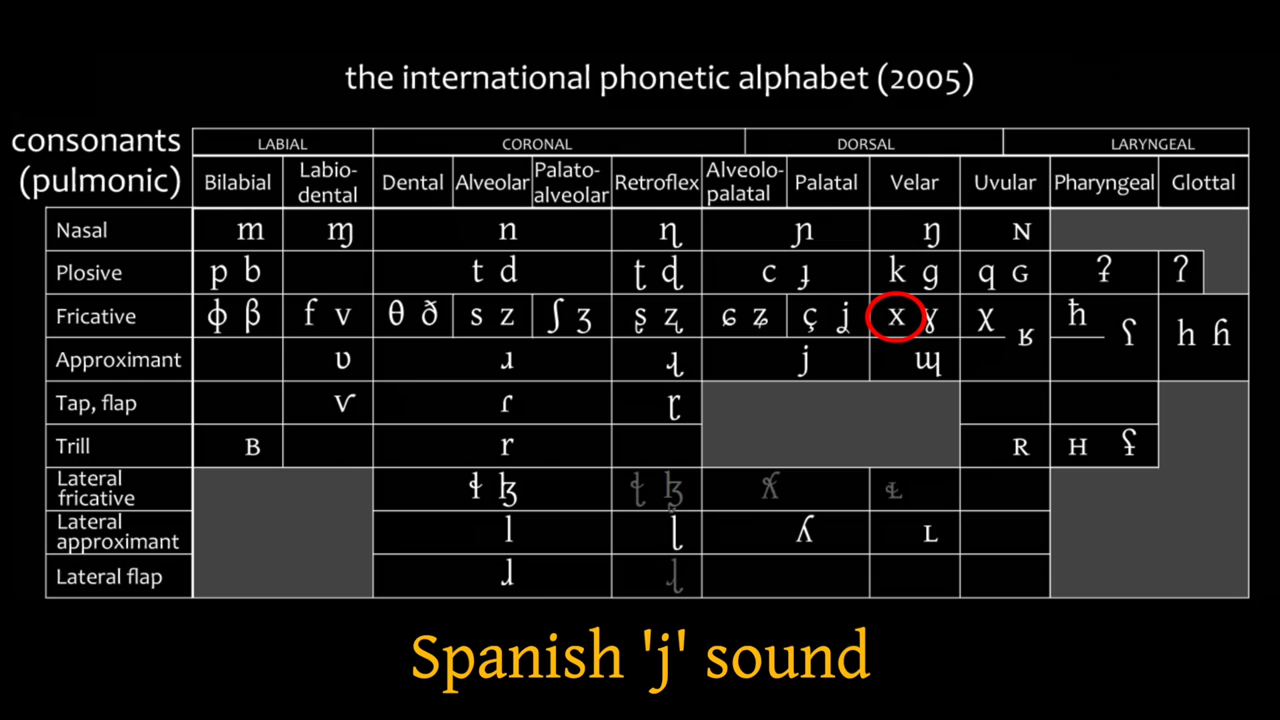 the international phonetic alphabet (2005)
consonants
(pulmonic)
LABIAL CORONAL DORSAL LARYNGEAL
Bilabial Labio-dental Dental Alveolar Palato-alveolar Retroflex Alveolo-palatal Palatal Velar Uvular Pharyngeal Glottal
Nasal m ɱ n ɳ ɲ ŋ ɴ
Plosive p b t d ʈ ɖ c ɟ k g q ɢ ʡ ʔ
Fricative ɸ β f v θ ð s z ʃ ʒ ʂ ʐ ɕ ʑ ç ʝ x ɣ χ ʁ ħ ʕ h ɦ
Approximant ʋ ɹ ɻ j ɰ
Tap, flap ⱱ ɾ ɽ
Trill ʙ r ʀ ʜ ʢ
Lateral fricative ɬ ɮ
Lateral approximant l ɭ ʎ ʟ
Lateral flap ɺ
Spanish 'j' sound